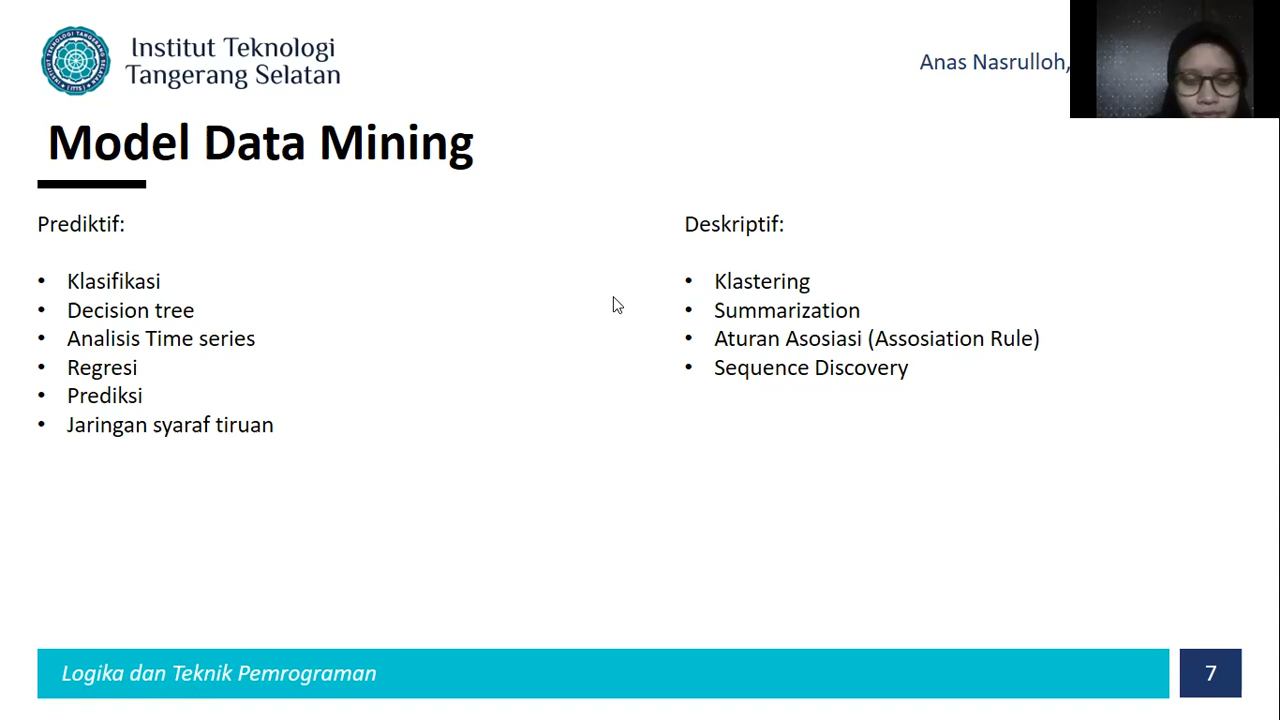 Institut Teknologi
Tangerang Selatan
Anas Nasrulloh,
Model Data Mining
Prediktif:
• Klasifikasi
• Decision tree
• Analisis Time series
• Regresi
• Prediksi
• Jaringan syaraf tiruan
Deskriptif:
• Klastering
• Summarization
• Aturan Asosiasi (Assosiation Rule)
• Sequence Discovery
Logika dan Teknik Pemrograman
7